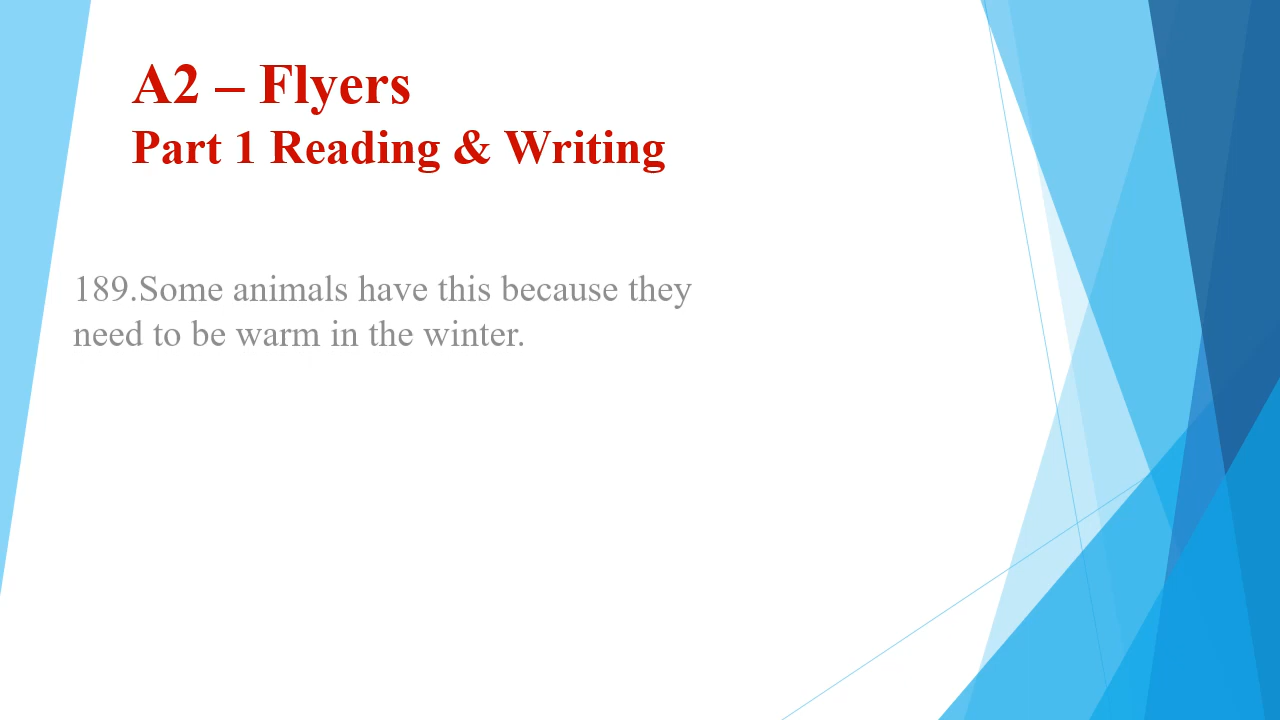 A2 – Flyers
Part 1 Reading & Writing
189.Some animals have this because they
need to be warm in the winter.